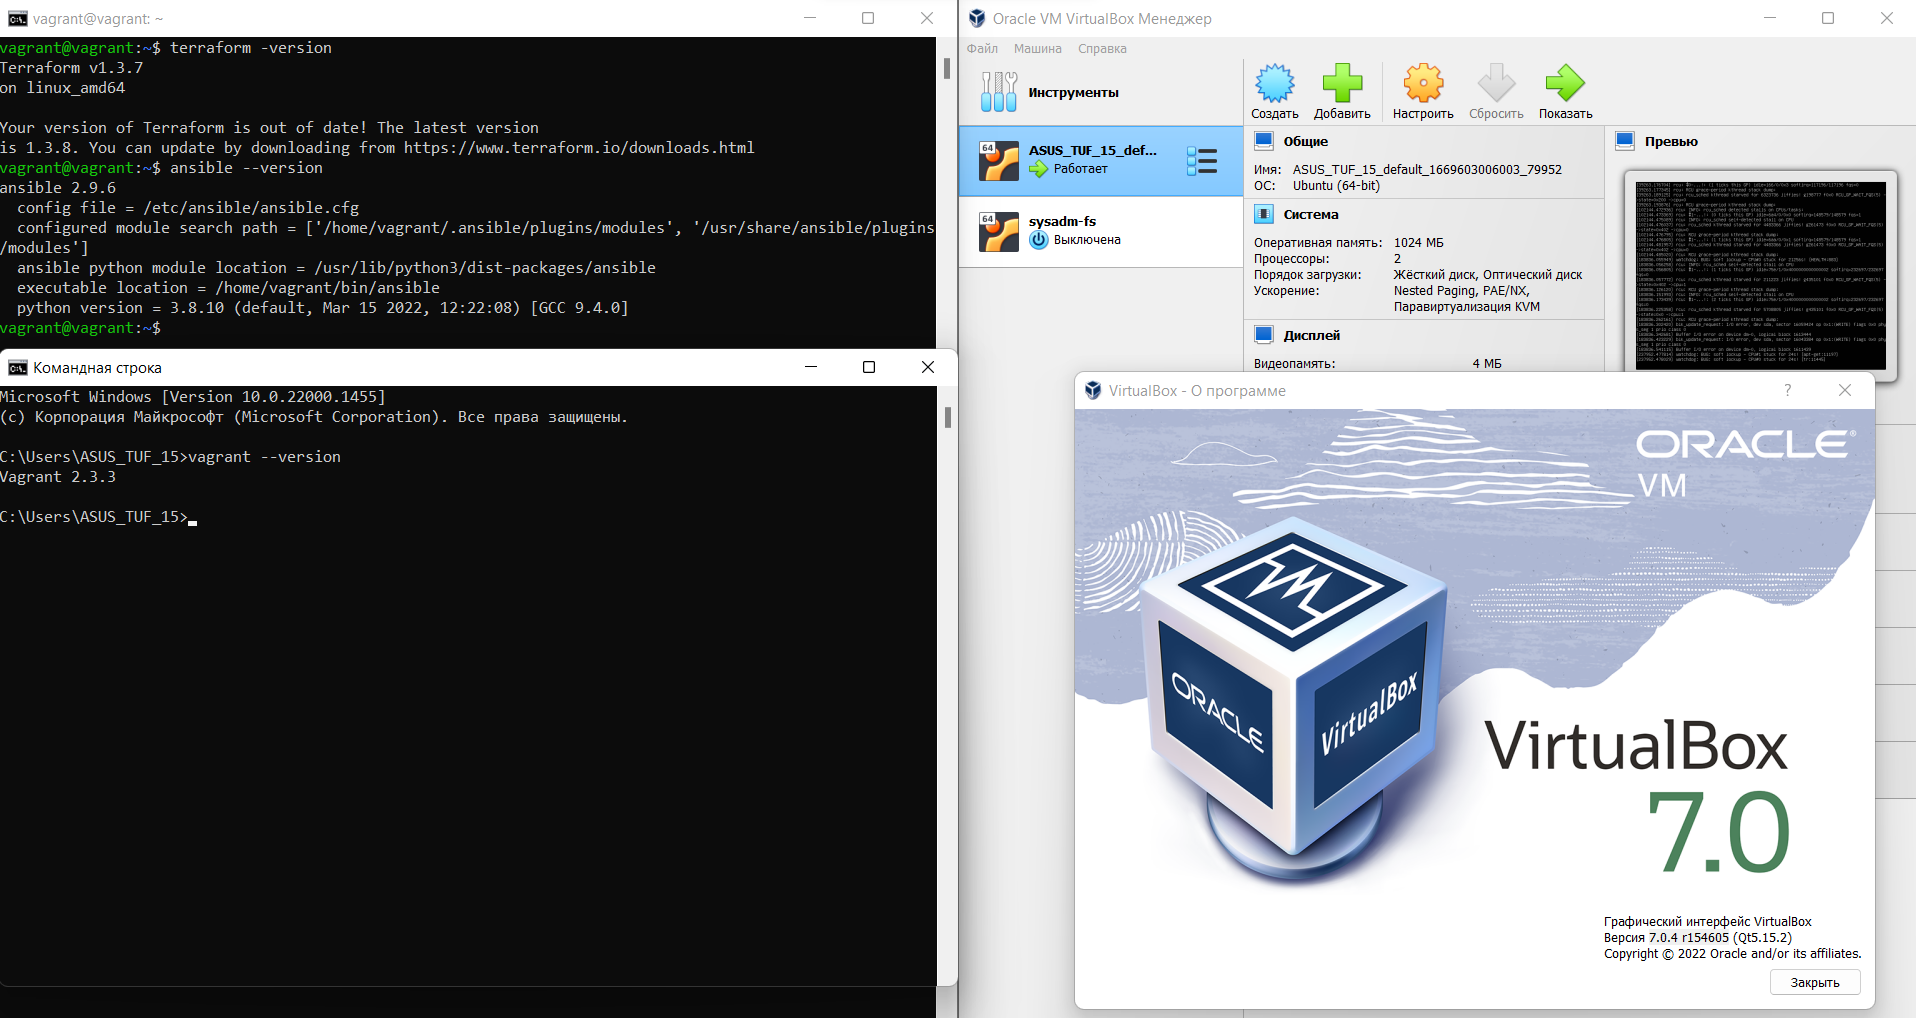 vagrant@vagrant: ~
vagrant@vagrant:~$ terraform -version
Terraform v1.3.7
on linux_amd64
Your version of Terraform is out of date! The latest version
is 1.3.8. You can update by downloading from https://www.terraform.io/downloads.html
vagrant@vagrant:~$ ansible --version
ansible 2.9.6
config file = /etc/ansible/ansible.cfg
configured module search path = ['/home/vagrant/.ansible/plugins/modules', '/usr/share/ansible/plugins
/modules']
ansible python module location = /usr/lib/python3/dist-packages/ansible
executable location = /home/vagrant/bin/ansible
python version = 3.8.10 (default, Mar 15 2022, 12:22:08) [GCC 9.4.0]
vagrant@vagrant:~$
Командная строка
Microsoft Windows [Version 10.0.22000.1455]
(c) Корпорация Майкрософт (Microsoft Corporation). Все права защищены.
C:\Users\ASUS_TUF_15>vagrant --version
Vagrant 2.3.3
C:\Users\ASUS_TUF_15>
Oracle VM VirtualBox Менеджер
Файл Машина Справка
Инструменты
Создать Добавить Настроить Сбросить Показать
64
ASUS_TUF_15_def...
Работает
64
sysadm-fs
Выключена
Общие
Имя: ASUS_TUF_15_default_1669603006003_79952
ОС: Ubuntu (64-bit)
Система
Оперативная память: 1024 МБ
Процессоры: 2
Порядок загрузки: Жёсткий диск, Оптический диск
Ускорение: Nested Paging, PAE/NX,
Паравиртуализация KVM
Дисплей
Видеопамять: 4 МБ
Превью
VirtualBox - О программе
ORACLE®
VM
ORACLE
VirtualBox
VirtualBox
7.0
Графический интерфейс VirtualBox
Версия 7.0.4 r154605 (Qt5.15.2)
Copyright © 2022 Oracle and/or its affiliates.
Закрыть